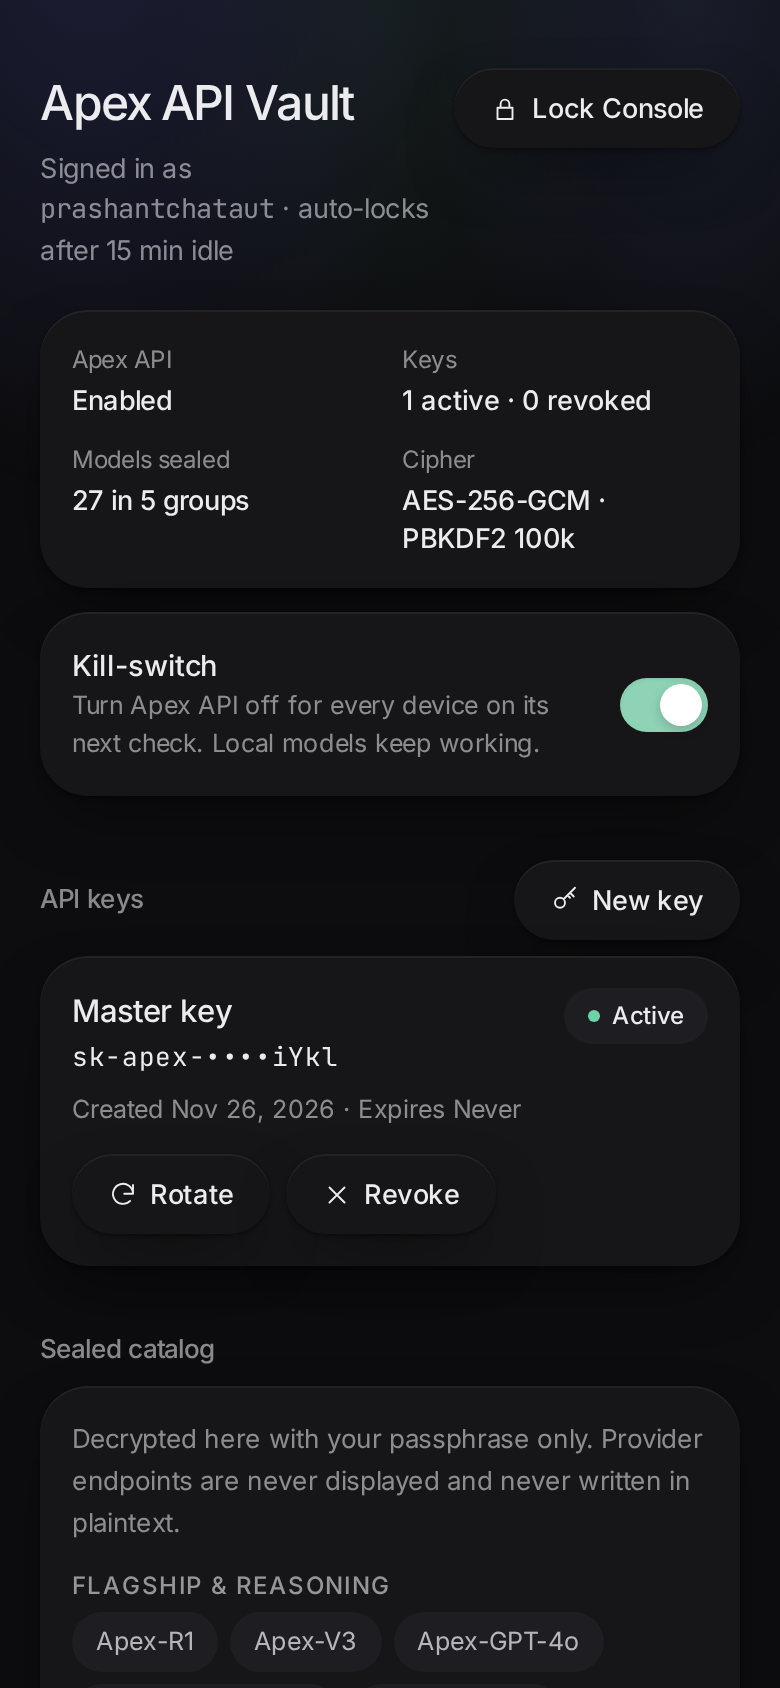 Apex API Vault
Lock Console
Signed in as
prashantchataut · auto-locks
after 15 min idle
Apex API
Enabled
Keys
1 active · 0 revoked
Models sealed
27 in 5 groups
Cipher
AES-256-GCM ·
PBKDF2 100k
Kill-switch
Turn Apex API off for every device on its
next check. Local models keep working.
API keys
New key
Master key
Active
sk-apex-••••iYkl
Created Nov 26, 2026 · Expires Never
Rotate
Revoke
Sealed catalog
Decrypted here with your passphrase only. Provider
endpoints are never displayed and never written in
plaintext.
FLAGSHIP & REASONING
Apex-R1
Apex-V3
Apex-GPT-4o